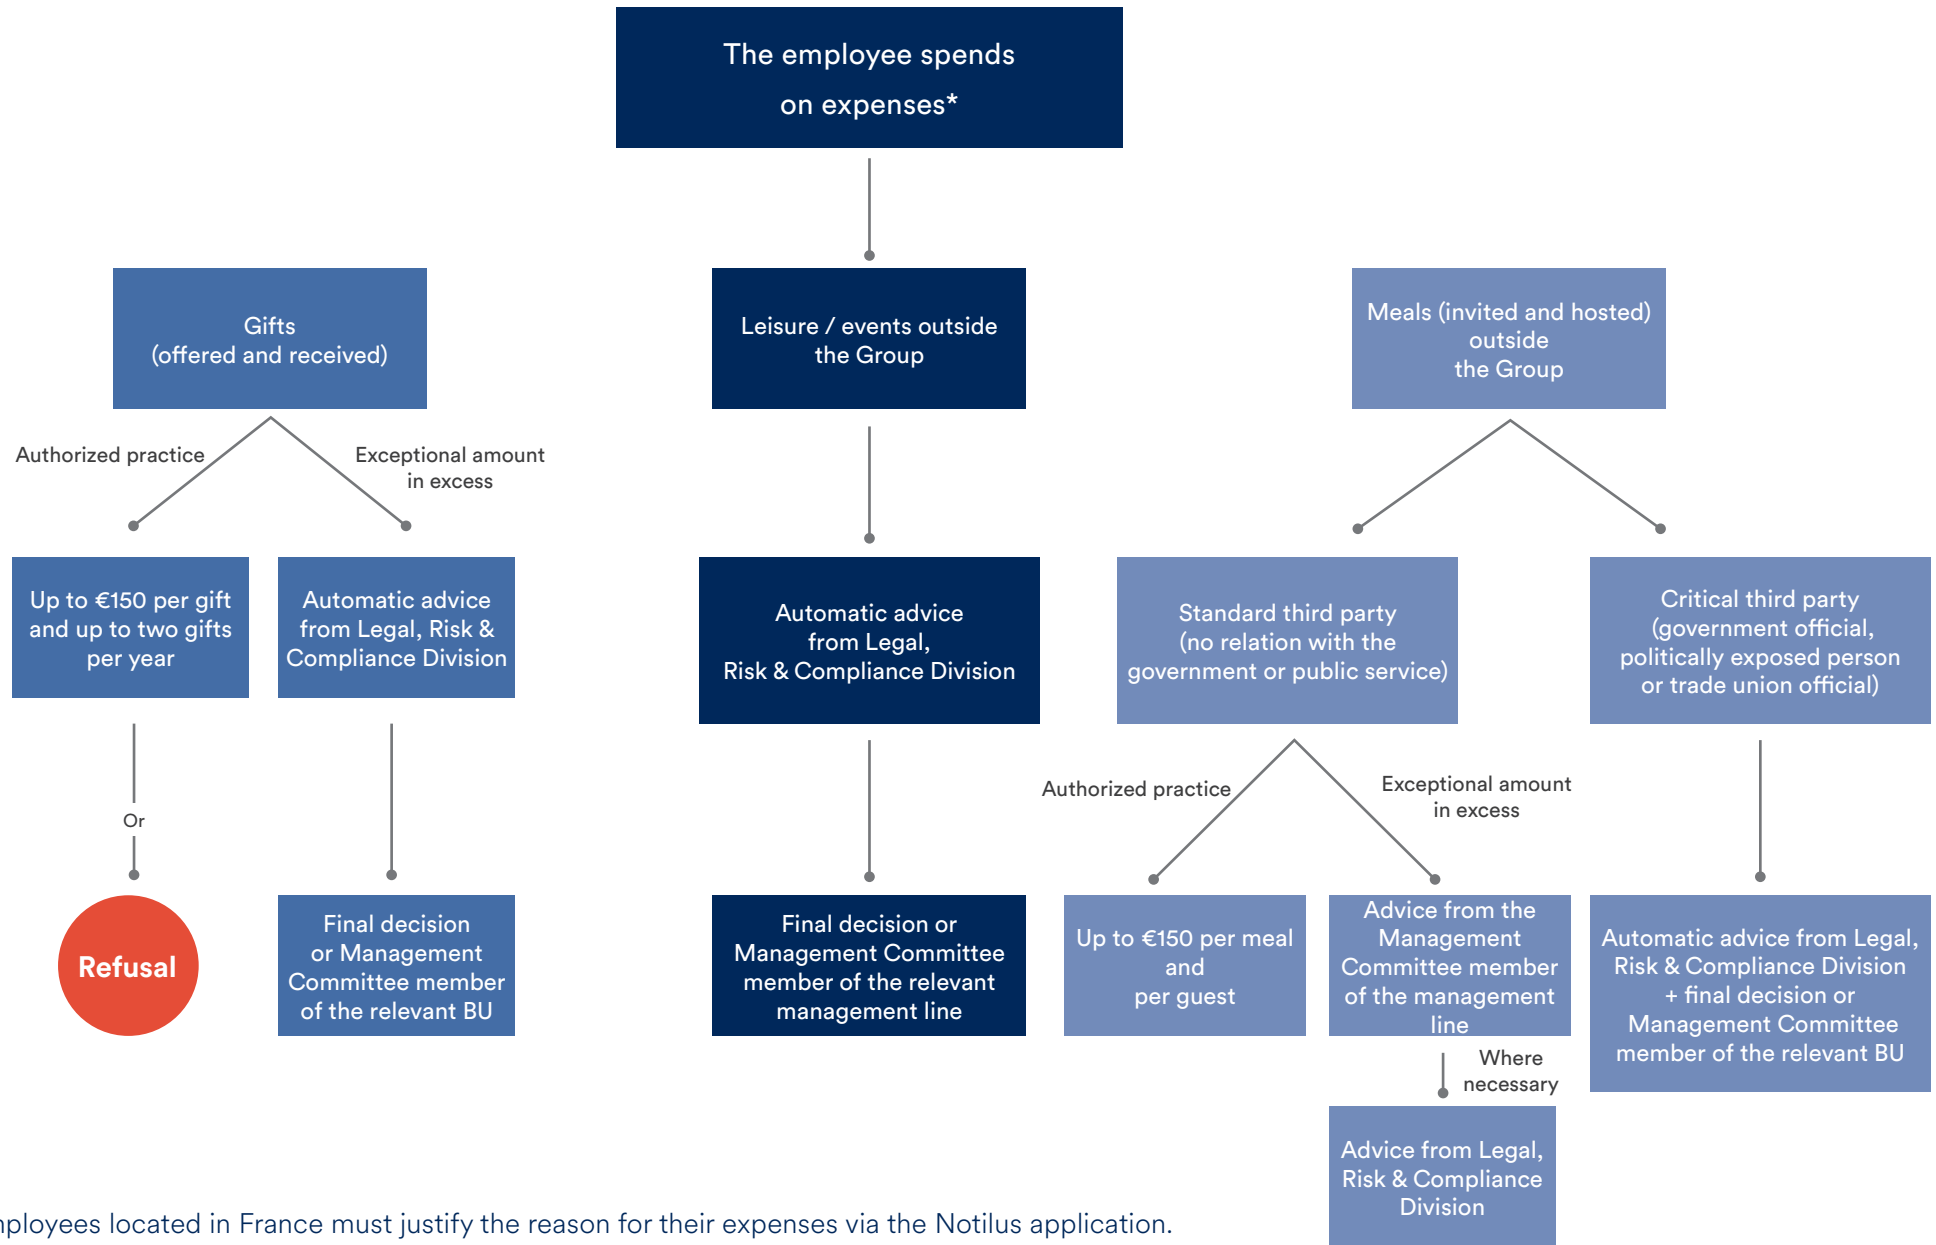 The employee spends
on expenses*
Gifts
(offered and received)
Leisure / events outside
the Group
Meals (invited and hosted)
outside
the Group
Authorized practice
Exceptional amount
in excess
Up to €150 per gift
and up to two gifts
per year
Automatic advice
from Legal, Risk &
Compliance Division
Automatic advice
from Legal,
Risk & Compliance Division
Standard third party
(no relation with the
government or public service)
Critical third party
(government official,
politically exposed person
or trade union official)
Or
Authorized practice
Exceptional amount
in excess
Refusal
Final decision
or Management
Committee member
of the relevant BU
Final decision or
Management Committee
member of the relevant
management line
Up to €150 per meal
and
per guest
Advice from the
Management
Committee member
of the management
line
Automatic advice from Legal,
Risk & Compliance Division
+ final decision or
Management Committee
member of the relevant BU
Where
necessary
Advice from Legal,
Risk & Compliance
Division
mployees located in France must justify the reason for their expenses via the Notilus application.